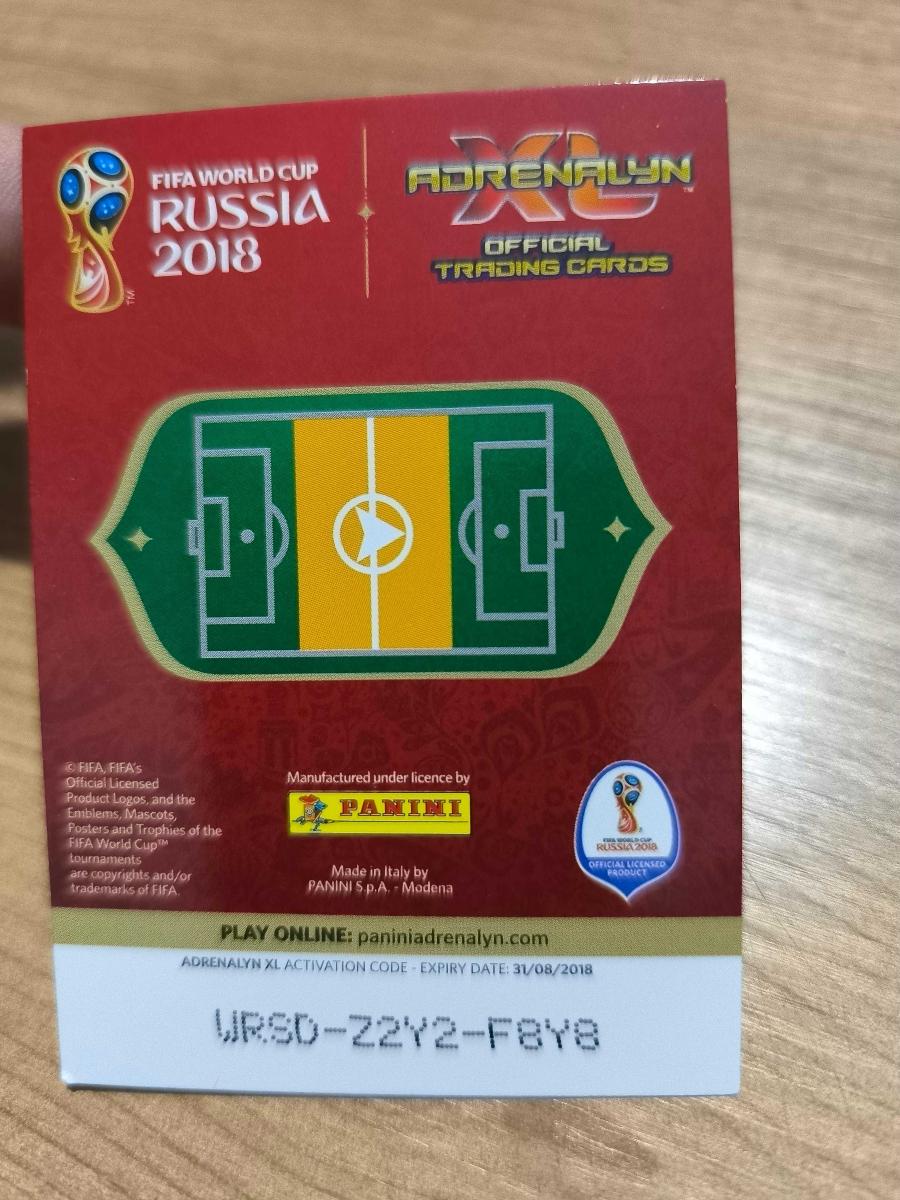 FIFA WORLD CUP
RUSSIA
2018
TM
ADRENALYN
XL
TM
OFFICIAL
TRADING CARDS
© FIFA, FIFA's
Official Licensed
Product Logos, and the
Emblems, Mascots,
Posters and Trophies of the
FIFA World Cup™
tournaments
are copyrights and/or
trademarks of FIFA.
Manufactured under licence by
PANINI
Made in Italy by
PANINI S.p.A. - Modena
FIFA WORLD CUP
RUSSIA 2018
OFFICIAL LICENSED
PRODUCT
PLAY ONLINE: paniniadrenalyn.com
ADRENALYN XL ACTIVATION CODE - EXPIRY DATE: 31/08/2018
WRSD-Z2Y2-F8Y8